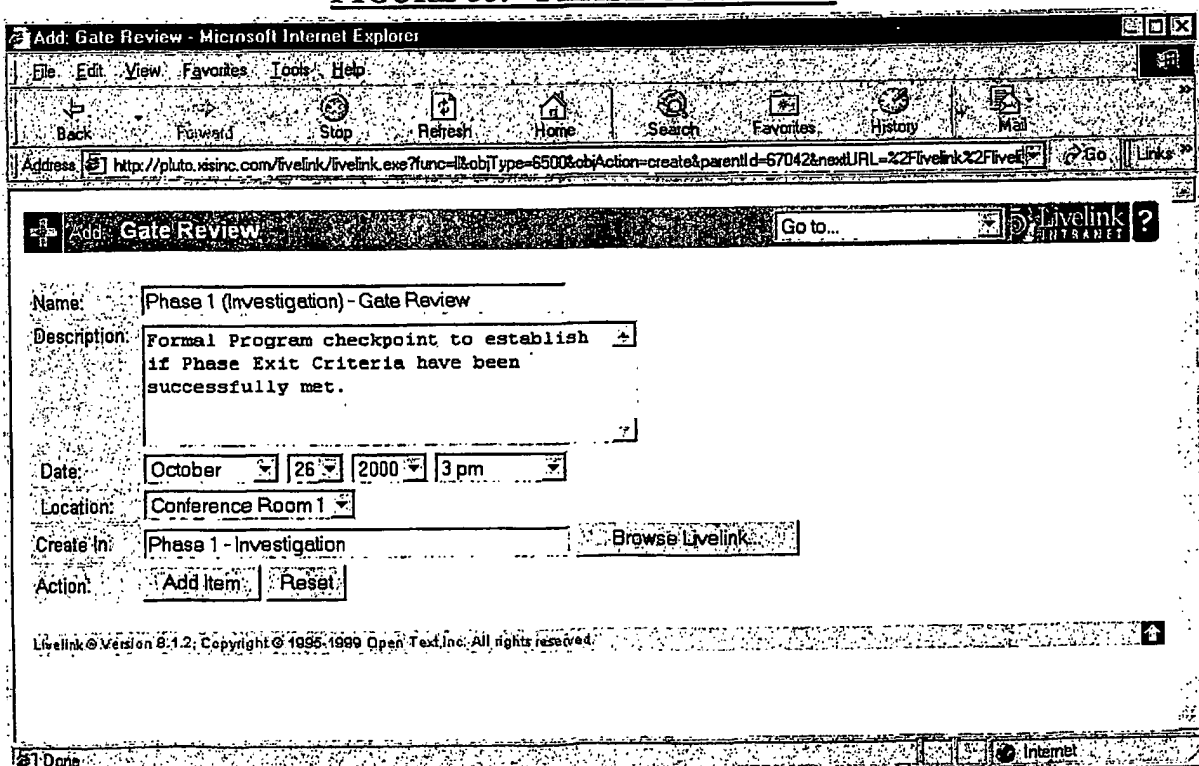 Add: Gate Review - Microsoft Internet Explorer
File Edit View Favorites Tools Help
Back Forward Stop Refresh Home Search Favorites History Mail
Address http://pluto.xisinc.com/livelink/livelink.exe?func=ll&objType=6500&objAction=create&parentId=67042&nextURL=%2Flivelink%2Flivel Go Links
Add: Gate Review Go to... Livelink INTRANET ?
Name: Phase 1 (Investigation) - Gate Review
Description: Formal Program checkpoint to establish
if Phase Exit Criteria have been
successfully met.
Date: October 26 2000 3 pm
Location: Conference Room 1
Create In: Phase 1 - Investigation Browse Livelink...
Action: Add Item Reset
Livelink ® Version 8.1.2; Copyright © 1995-1999 Open Text,Inc. All rights reserved.
Done Internet